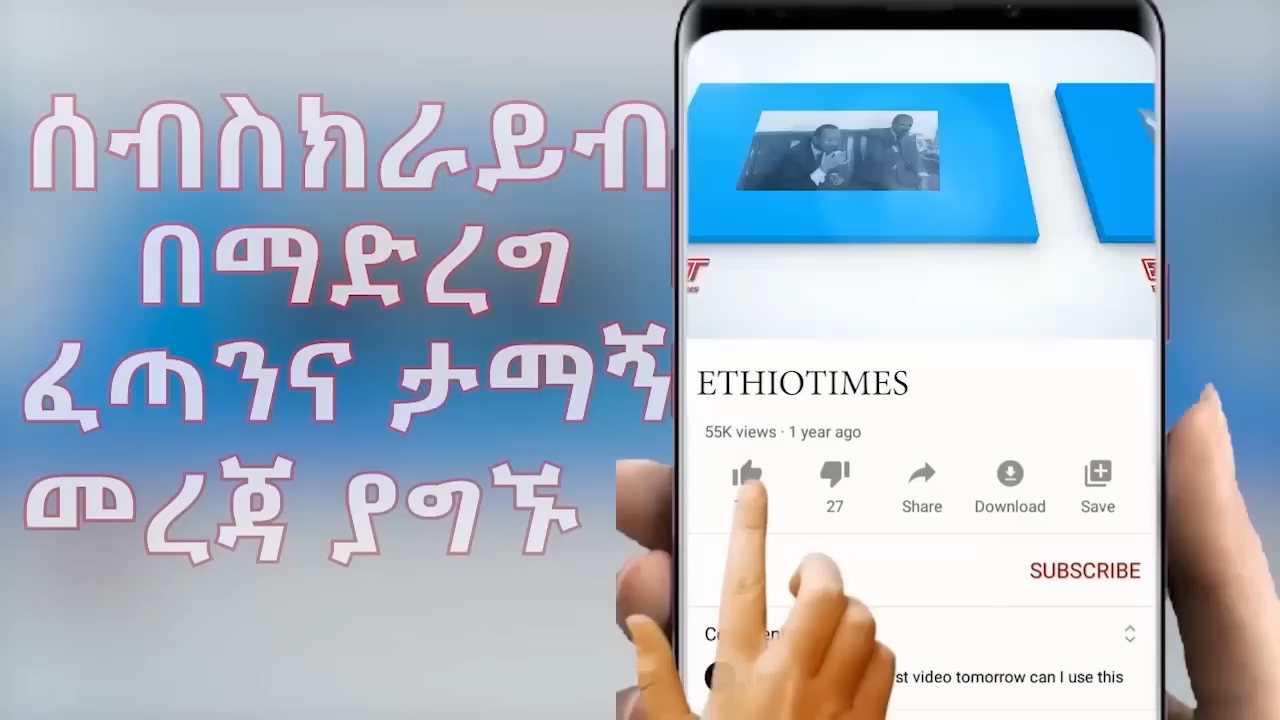 ሰብስክራይብ
በማድረግ
ፈጣንና ታማኝ
መረጃ ያግኙ
ETHIOTIMES
55K views · 1 year ago
27
Share
Download
Save
SUBSCRIBE
st video tomorrow can I use this